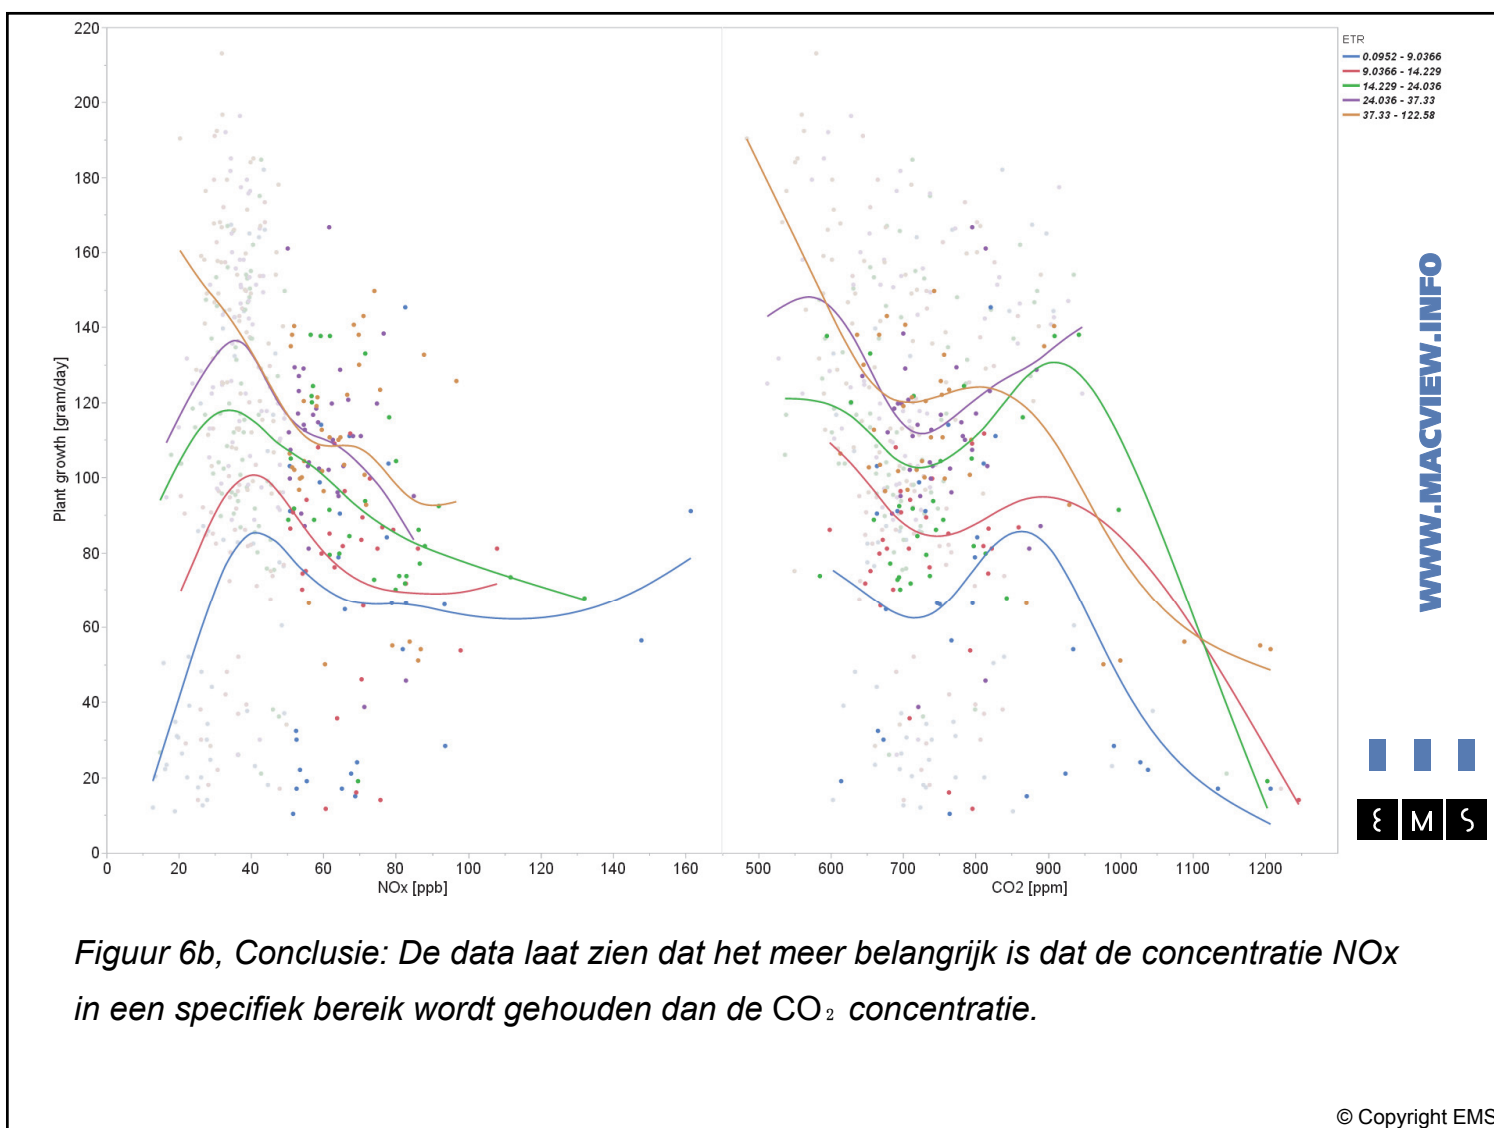 220
200
180
160
140
120
100
80
60
40
20
0
Plant growth [gram/day]
0 20 40 60 80 100 120 140 160
NOx [ppb]
500 600 700 800 900 1000 1100 1200
CO2 [ppm]
ETR
0.0952 - 9.0366
9.0366 - 14.229
14.229 - 24.036
24.036 - 37.33
37.33 - 122.58
WWW.MACVIEW.INFO
EMS
Figuur 6b, Conclusie: De data laat zien dat het meer belangrijk is dat de concentratie NOx
in een specifiek bereik wordt gehouden dan de CO₂ concentratie.
© Copyright EMS